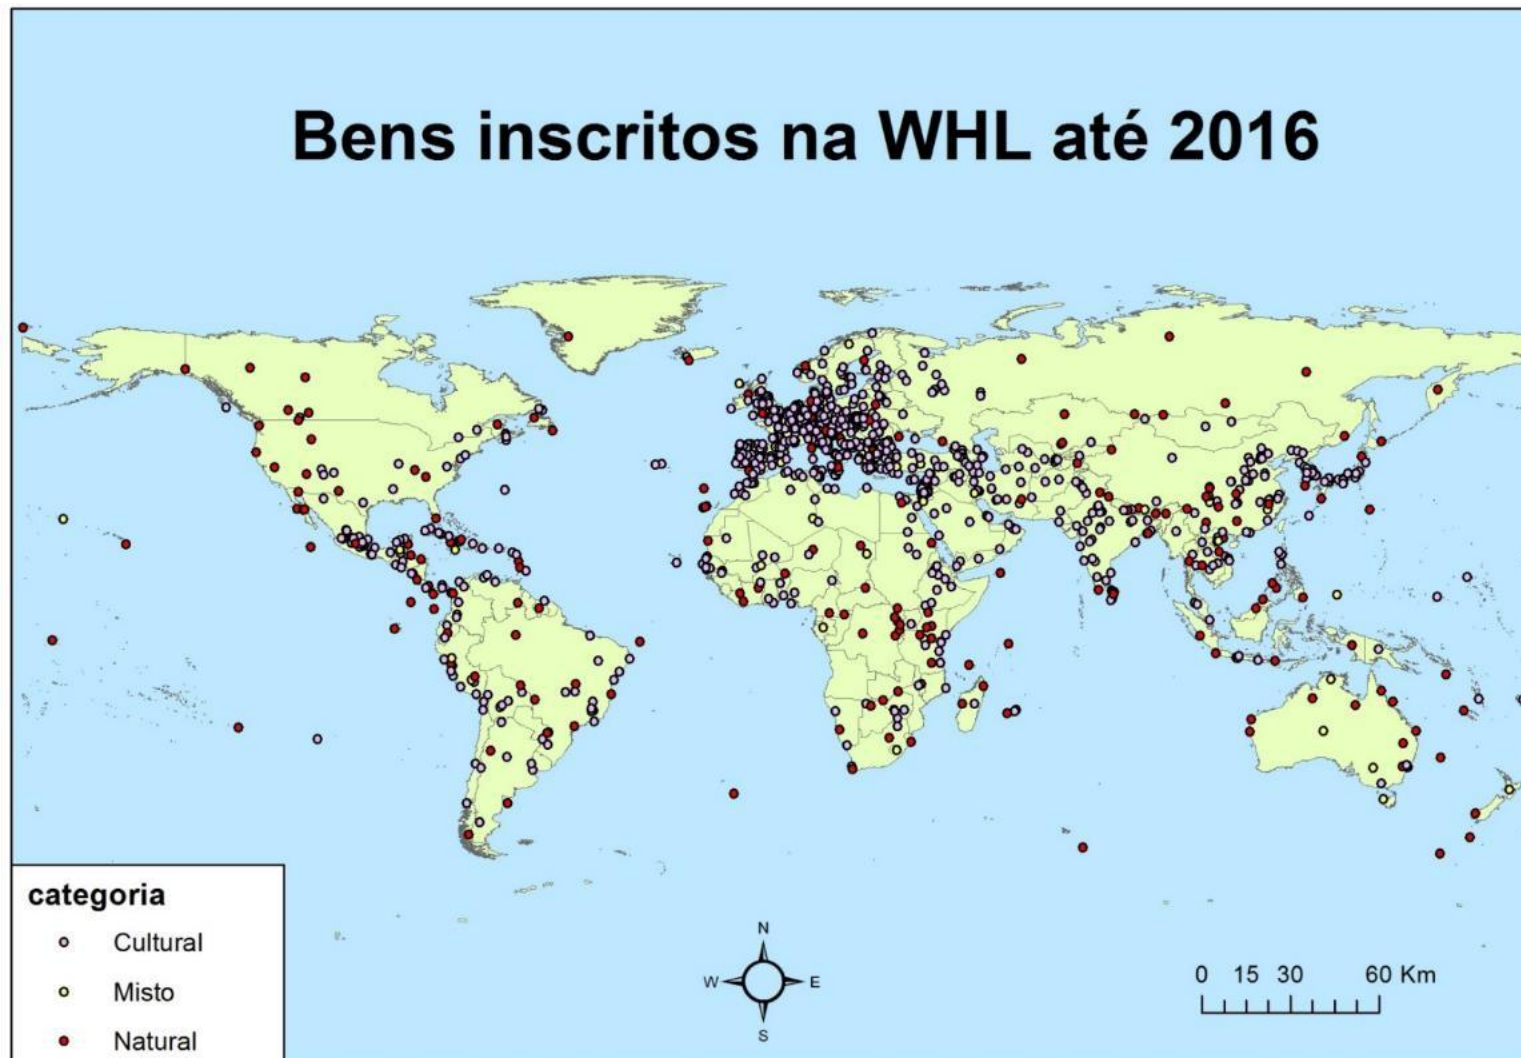 Bens inscritos na WHL até 2016
categoria
Cultural
Misto
Natural
N
W E
S
0 15 30 60 Km